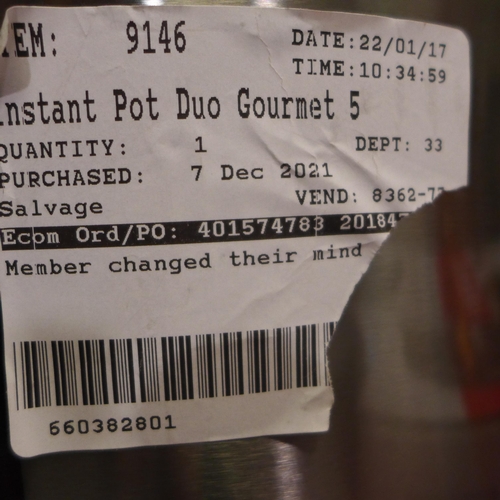 EM: 9146 DATE:22/01/17
TIME:10:34:59
Instant Pot Duo Gourmet 5
QUANTITY: 1 DEPT: 33
PURCHASED: 7 Dec 2021
Salvage VEND: 8362-7
Ecom Ord/PO: 401574783 20184
Member changed their mind
660382801